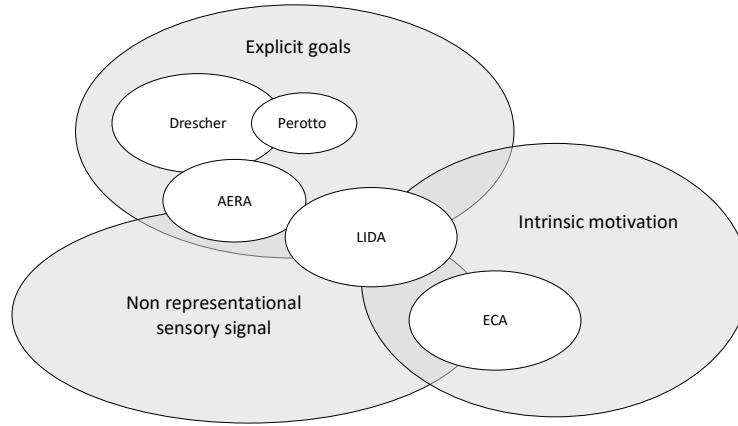 Explicit goals
Drescher
Perotto
AERA
LIDA
Intrinsic motivation
Non representational
sensory signal
ECA